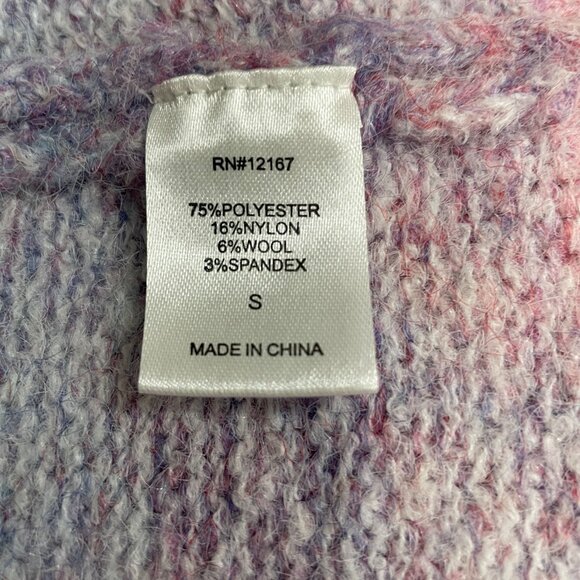 RN#12167
75%POLYESTER
16%NYLON
6%WOOL
3%SPANDEX
S
MADE IN CHINA